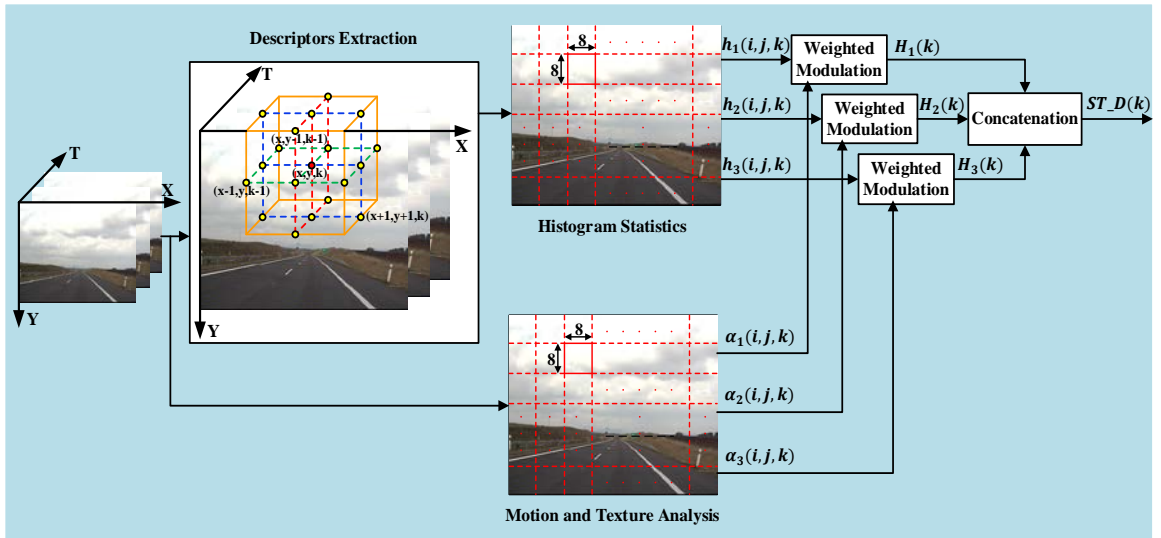 Descriptors Extraction
T
X
Y
T
X
Y
(x,y-1,k-1)
(x,y,k)
(x-1,y,k-1)
(x+1,y+1,k)
8
8
Histogram Statistics
h₁(i,j,k)
h₂(i,j,k)
h₃(i,j,k)
Weighted
Modulation
Weighted
Modulation
Weighted
Modulation
H₁(k)
H₂(k)
H₃(k)
Concatenation
ST_D(k)
8
8
α₁(i,j,k)
α₂(i,j,k)
α₃(i,j,k)
Motion and Texture Analysis